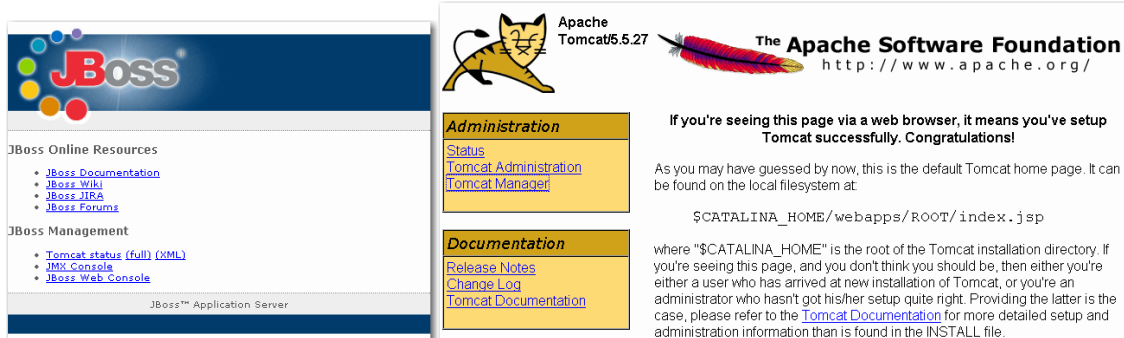 JBoss®
JBoss Online Resources
JBoss Documentation
JBoss Wiki
JBoss JIRA
JBoss Forums
JBoss Management
Tomcat status (full) (XML)
JMX Console
JBoss Web Console
JBoss™ Application Server
Apache
Tomcat/5.5.27
The Apache Software Foundation
http://www.apache.org/
Administration
Status
Tomcat Administration
Tomcat Manager
Documentation
Release Notes
Change Log
Tomcat Documentation
If you're seeing this page via a web browser, it means you've setup
Tomcat successfully. Congratulations!
As you may have guessed by now, this is the default Tomcat home page. It can
be found on the local filesystem at:
$CATALINA_HOME/webapps/ROOT/index.jsp
where "$CATALINA_HOME" is the root of the Tomcat installation directory. If
you're seeing this page, and you don't think you should be, then either you're
either a user who has arrived at new installation of Tomcat, or you're an
administrator who hasn't got his/her setup quite right. Providing the latter is the
case, please refer to the Tomcat Documentation for more detailed setup and
administration information than is found in the INSTALL file.